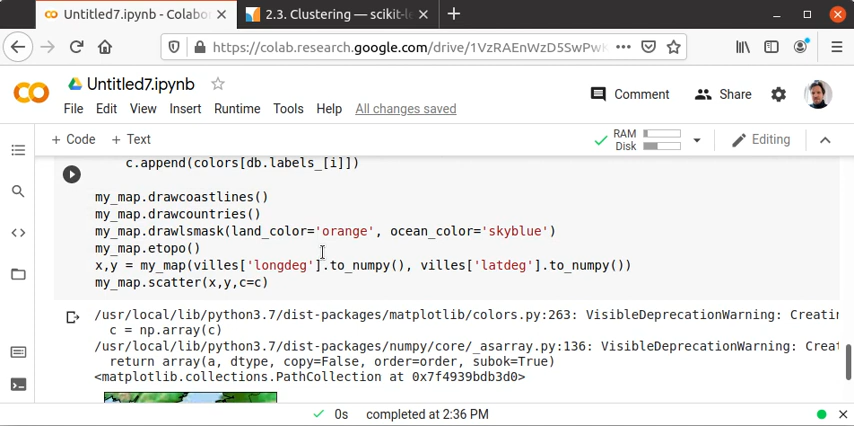 Untitled7.ipynb - Colabor
2.3. Clustering — scikit-le
https://colab.research.google.com/drive/1VzRAEnWzD5SwPwK
Untitled7.ipynb
Comment
Share
File Edit View Insert Runtime Tools Help All changes saved
+ Code + Text
RAM
Disk
Editing
c.append(colors[db.labels_[i]])
my_map.drawcoastlines()
my_map.drawcountries()
my_map.drawlsmask(land_color='orange', ocean_color='skyblue')
my_map.etopo()
x,y = my_map(villes['longdeg'].to_numpy(), villes['latdeg'].to_numpy())
my_map.scatter(x,y,c=c)
/usr/local/lib/python3.7/dist-packages/matplotlib/colors.py:263: VisibleDeprecationWarning: Creatin
c = np.array(c)
/usr/local/lib/python3.7/dist-packages/numpy/core/_asarray.py:136: VisibleDeprecationWarning: Creat
return array(a, dtype, copy=False, order=order, subok=True)
<matplotlib.collections.PathCollection at 0x7f4939bdb3d0>
0s completed at 2:36 PM